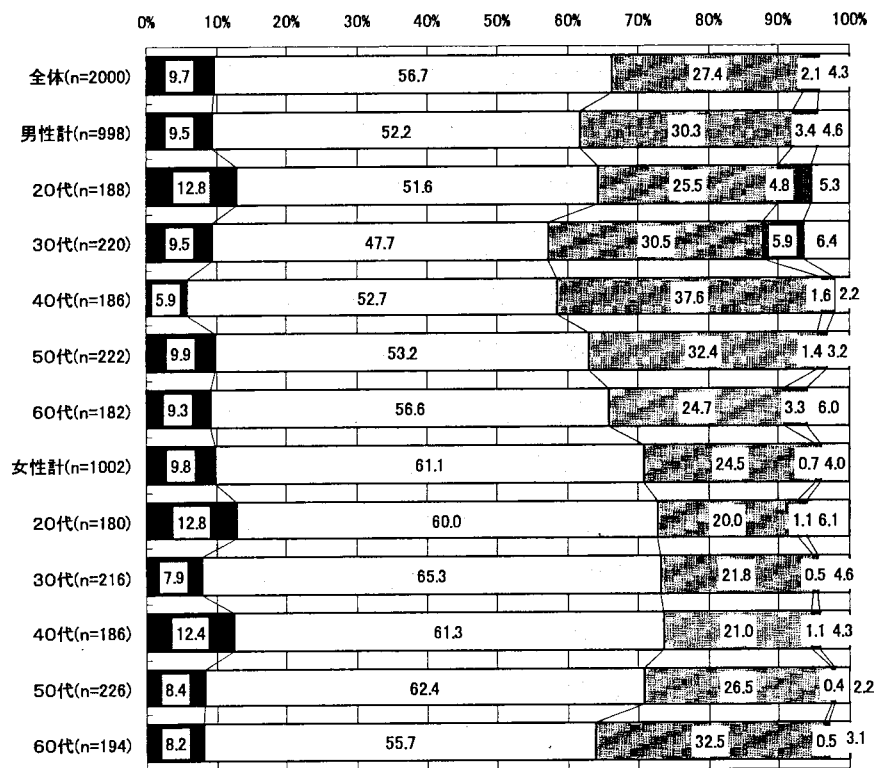 0% 10% 20% 30% 40% 50% 60% 70% 80% 90% 100%
全体(n=2000) 9.7 56.7 27.4 2.1 4.3
男性計(n=998) 9.5 52.2 30.3 3.4 4.6
20代(n=188) 12.8 51.6 25.5 4.8 5.3
30代(n=220) 9.5 47.7 30.5 5.9 6.4
40代(n=186) 5.9 52.7 37.6 1.6 2.2
50代(n=222) 9.9 53.2 32.4 1.4 3.2
60代(n=182) 9.3 56.6 24.7 3.3 6.0
女性計(n=1002) 9.8 61.1 24.5 0.7 4.0
20代(n=180) 12.8 60.0 20.0 1.1 6.1
30代(n=216) 7.9 65.3 21.8 0.5 4.6
40代(n=186) 12.4 61.3 21.0 1.1 4.3
50代(n=226) 8.4 62.4 26.5 0.4 2.2
60代(n=194) 8.2 55.7 32.5 0.5 3.1